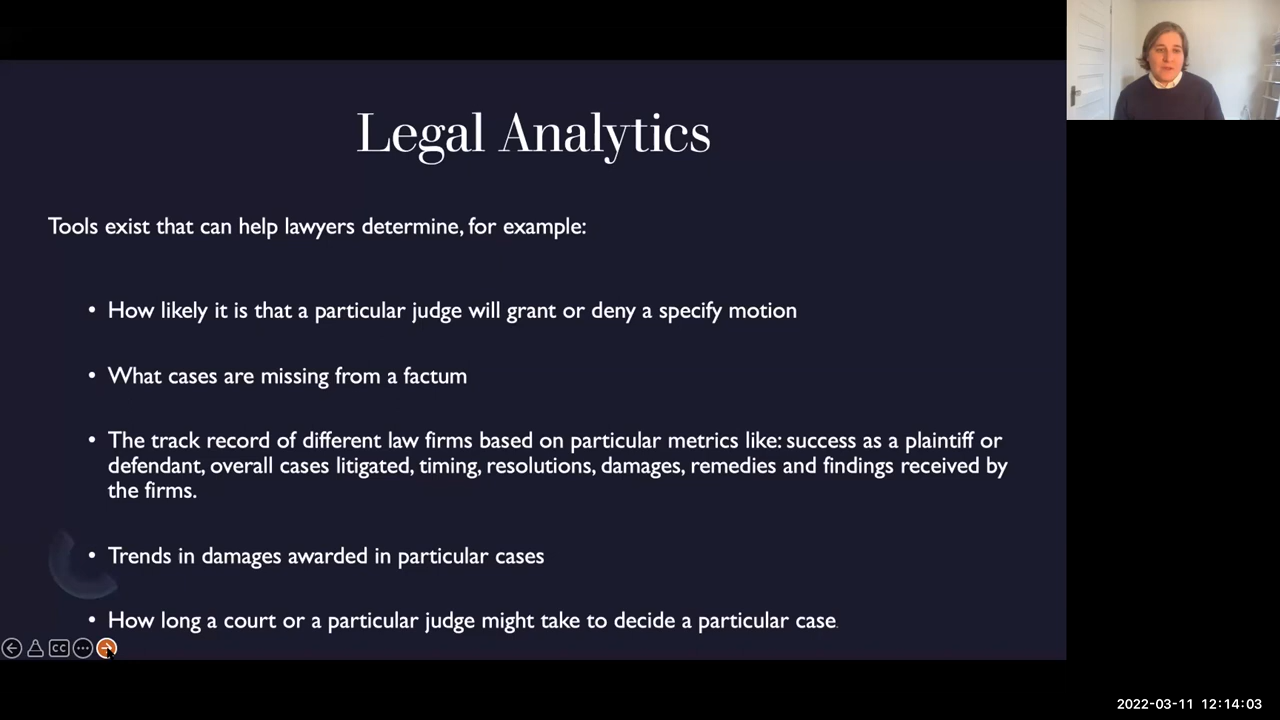 Legal Analytics
Tools exist that can help lawyers determine, for example:
• How likely it is that a particular judge will grant or deny a specify motion
• What cases are missing from a factum
• The track record of different law firms based on particular metrics like: success as a plaintiff or
defendant, overall cases litigated, timing, resolutions, damages, remedies and findings received by
the firms.
• Trends in damages awarded in particular cases
• How long a court or a particular judge might take to decide a particular case.
CC
2022-03-11 12:14:03